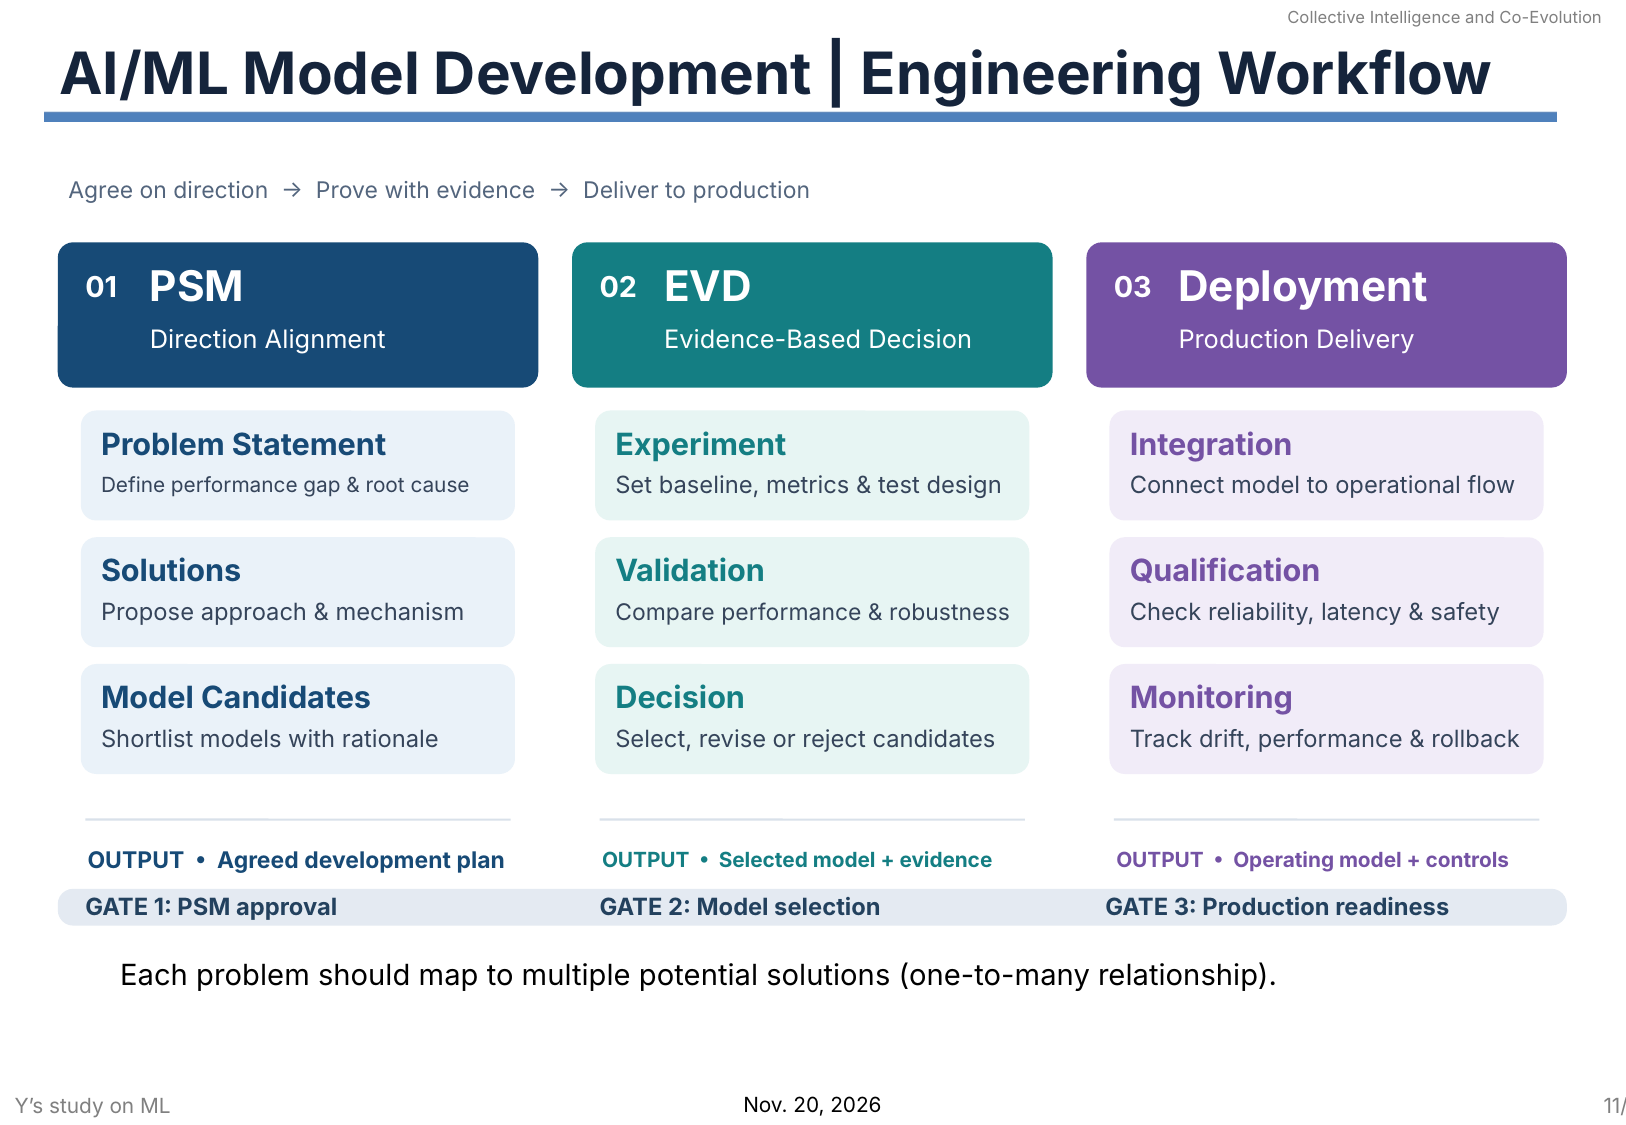 Collective Intelligence and Co-Evolution
AI/ML Model Development | Engineering Workflow
Agree on direction → Prove with evidence → Deliver to production
01 PSM
Direction Alignment
Problem Statement
Define performance gap & root cause
Solutions
Propose approach & mechanism
Model Candidates
Shortlist models with rationale
OUTPUT • Agreed development plan
GATE 1: PSM approval
02 EVD
Evidence-Based Decision
Experiment
Set baseline, metrics & test design
Validation
Compare performance & robustness
Decision
Select, revise or reject candidates
OUTPUT • Selected model + evidence
GATE 2: Model selection
03 Deployment
Production Delivery
Integration
Connect model to operational flow
Qualification
Check reliability, latency & safety
Monitoring
Track drift, performance & rollback
OUTPUT • Operating model + controls
GATE 3: Production readiness
Each problem should map to multiple potential solutions (one-to-many relationship).
Y’s study on ML
Nov. 20, 2026
11/